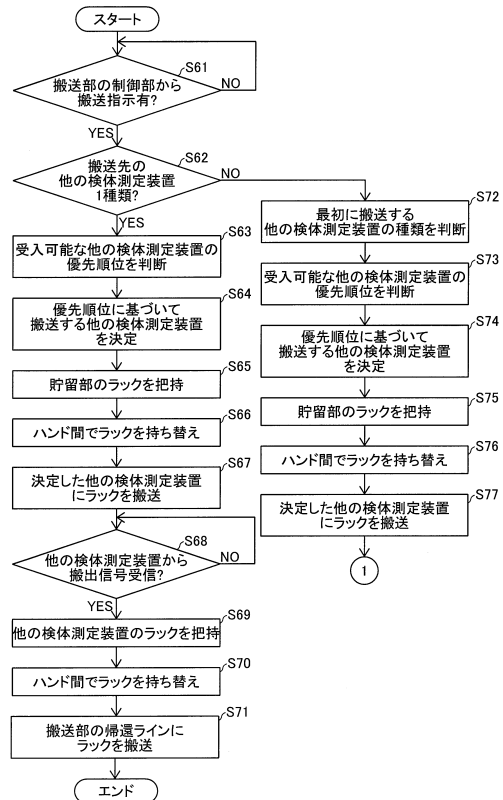 スタート
S61
搬送部の制御部から
搬送指示有?
NO
YES
S62
搬送先の
他の検体測定装置
1種類?
NO
YES
S63
受入可能な他の検体測定装置の
優先順位を判断
S64
優先順位に基づいて
搬送する他の検体測定装置
を決定
S65
貯留部のラックを把持
S66
ハンド間でラックを持ち替え
S67
決定した他の検体測定装置
にラックを搬送
S68
他の検体測定装置から
搬出信号受信?
NO
YES
S69
他の検体測定装置のラックを把持
S70
ハンド間でラックを持ち替え
S71
搬送部の帰還ラインに
ラックを搬送
エンド
S72
最初に搬送する
他の検体測定装置の種類を判断
S73
受入可能な他の検体測定装置の
優先順位を判断
S74
優先順位に基づいて
搬送する他の検体測定装置
を決定
S75
貯留部のラックを把持
S76
ハンド間でラックを持ち替え
S77
決定した他の検体測定装置
にラックを搬送
1